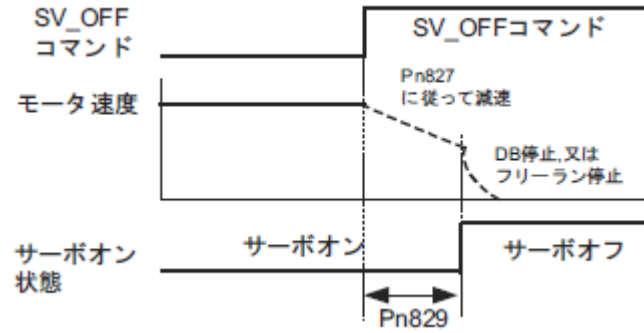 SV_OFF
コマンド
SV_OFFコマンド
モータ速度
Pn827
に従って減速
DB停止,又は
フリーラン停止
サーボオン
状態
サーボオン
サーボオフ
Pn829